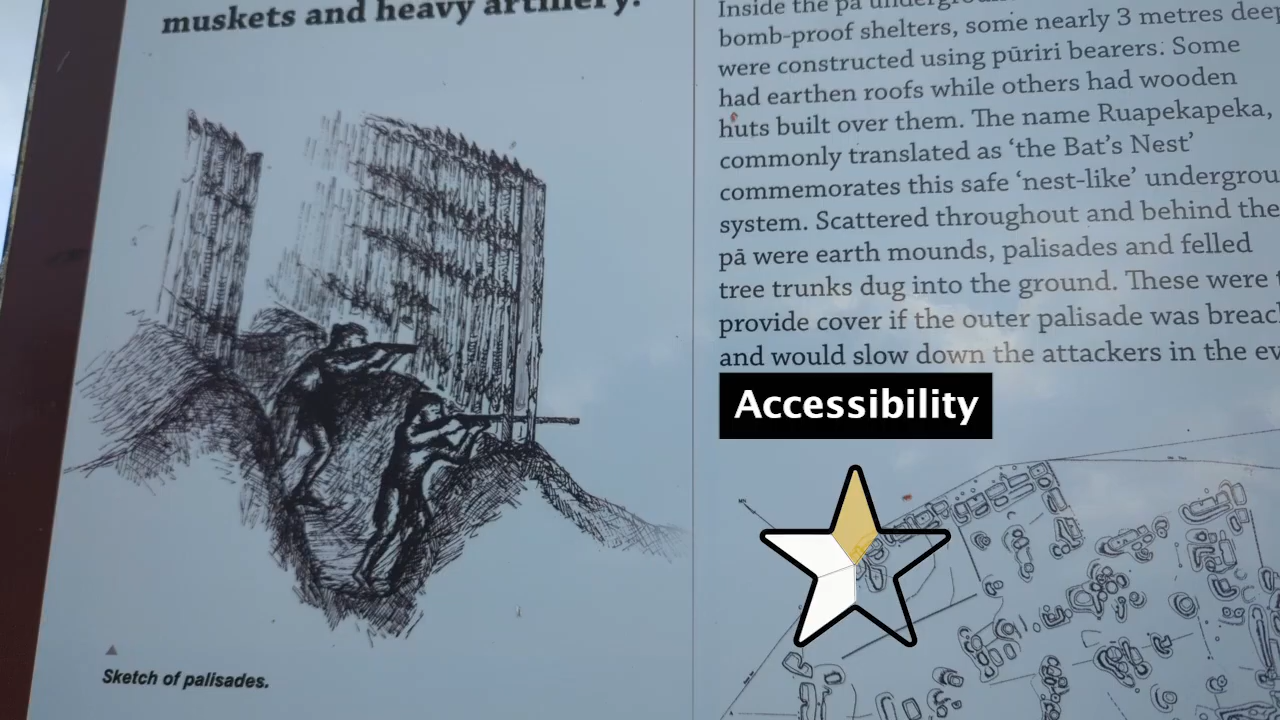 muskets and heavy artillery.
Sketch of palisades.
Inside the pā
bomb-proof shelters, some nearly 3 metres deep
were constructed using pūriri bearers. Some
had earthen roofs while others had wooden
huts built over them. The name Ruapekapeka,
commonly translated as ‘the Bat’s Nest’
commemorates this safe ‘nest-like’
system. Scattered throughout and behind the
pā were earth mounds, palisades and felled
tree trunks dug into the ground. These were
provide cover if the outer palisade was
and would slow down the attackers in the
Accessibility